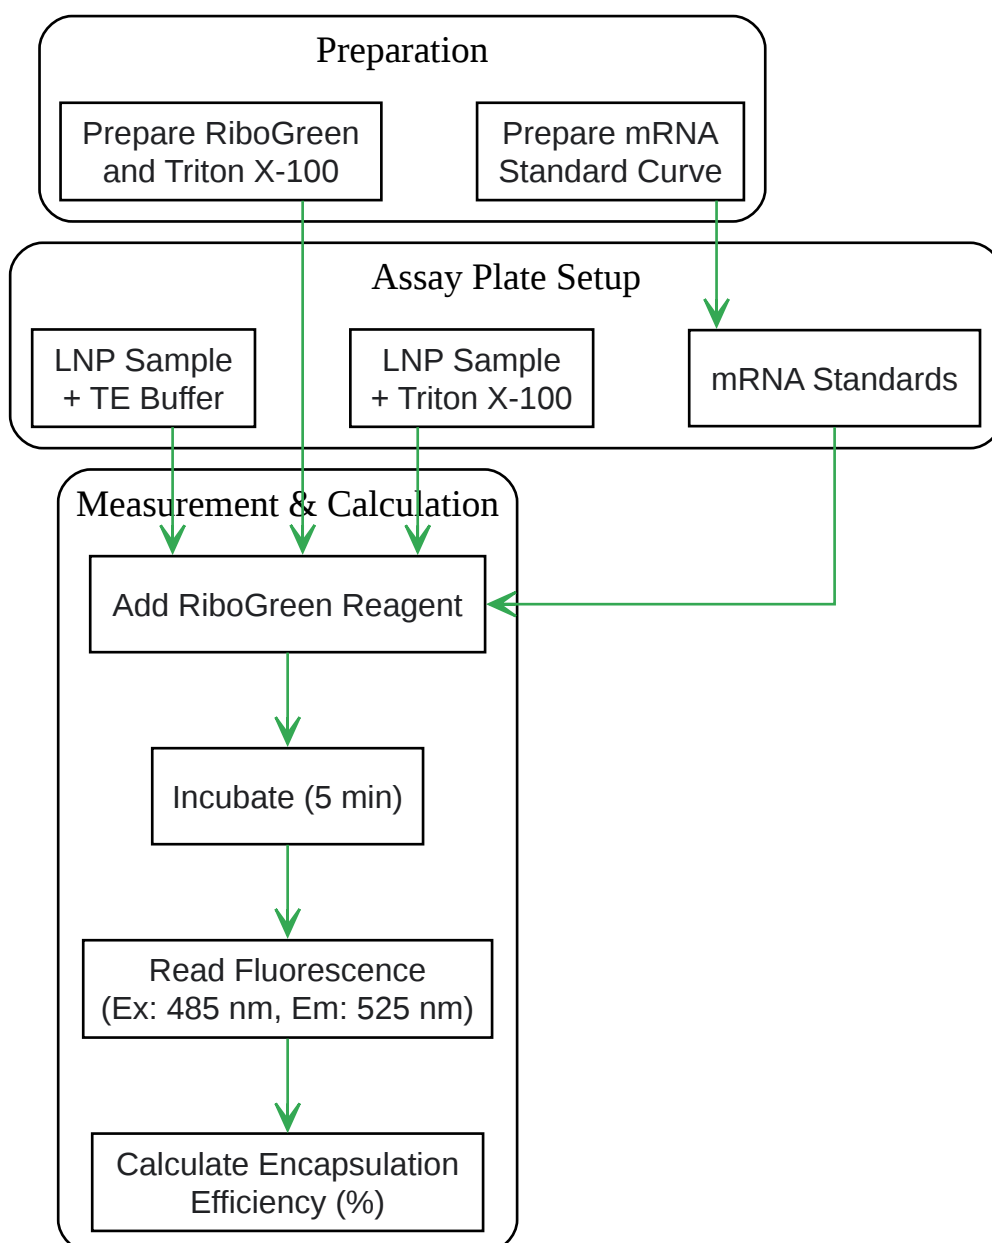 Preparation
Prepare RiboGreen
and Triton X-100
Prepare mRNA
Standard Curve
Assay Plate Setup
LNP Sample
+ TE Buffer
LNP Sample
+ Triton X-100
mRNA Standards
Measurement & Calculation
Add RiboGreen Reagent
Incubate (5 min)
Read Fluorescence
(Ex: 485 nm, Em: 525 nm)
Calculate Encapsulation
Efficiency (%)